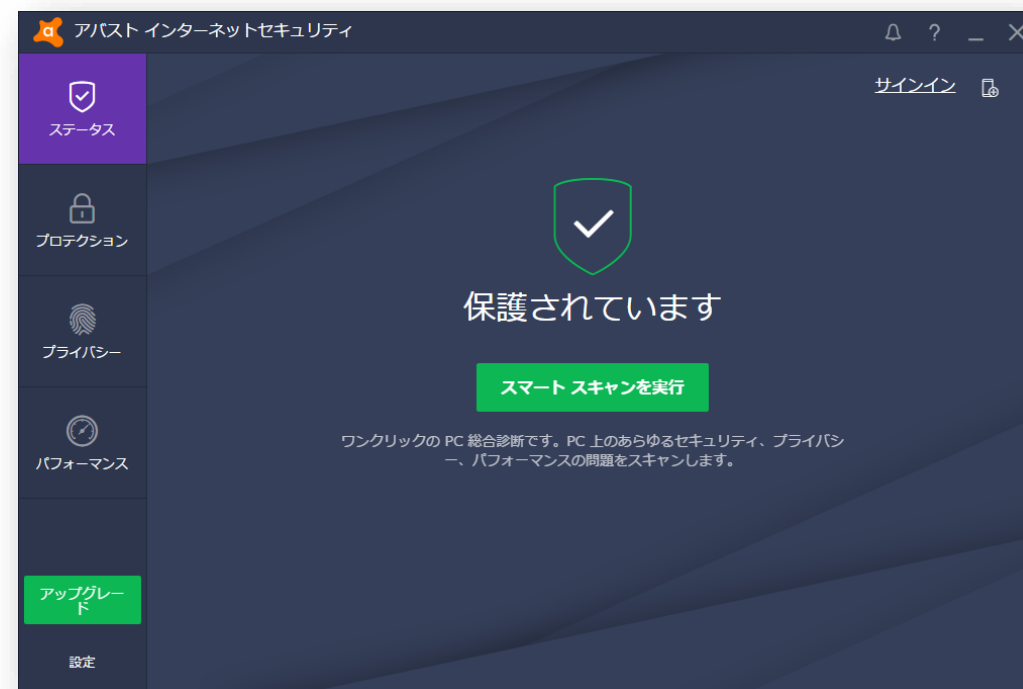 アバスト インターネットセキュリティ
?
サインイン
ステータス
プロテクション
プライバシー
パフォーマンス
保護されています
スマート スキャンを実行
ワンクリックの PC 総合診断です。PC 上のあらゆるセキュリティ、プライバシ
ー、パフォーマンスの問題をスキャンします。
アップグレー
ド
設定